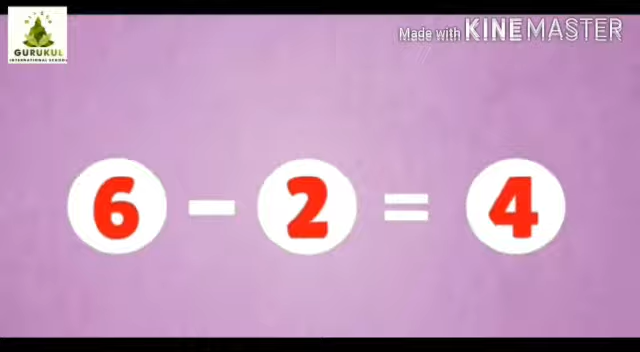 GURUKUL
INTERNATIONAL SCHOOL
Made with KINEMASTER
6 - 2 = 4